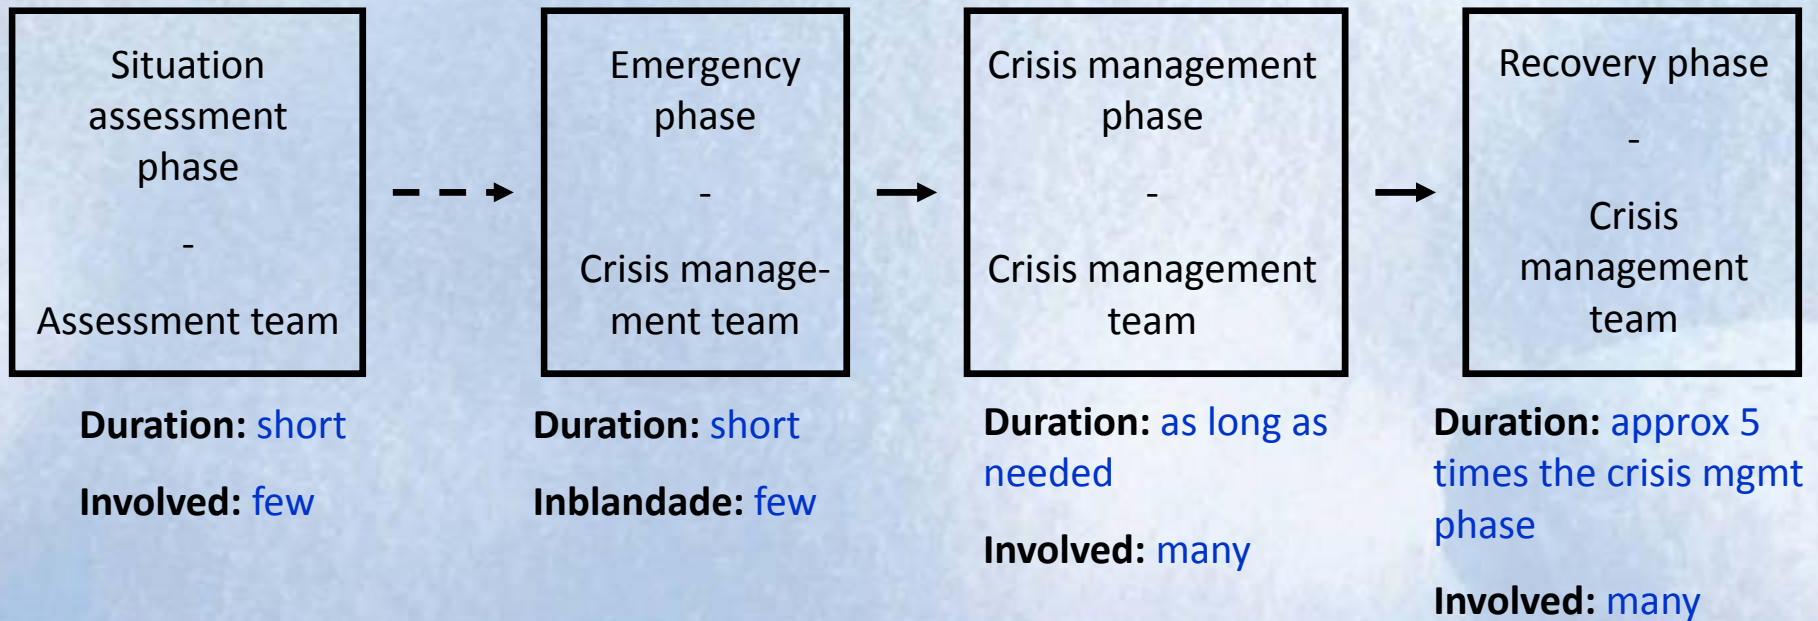 Situation
assessment
phase
-
Assessment team
Emergency
phase
-
Crisis manage-
ment team
Crisis management
phase
-
Crisis management
team
Recovery phase
-
Crisis
management
team
Duration: short
Involved: few
Duration: short
Inblandade: few
Duration: as long as
needed
Involved: many
Duration: approx 5
times the crisis mgmt
phase
Involved: many